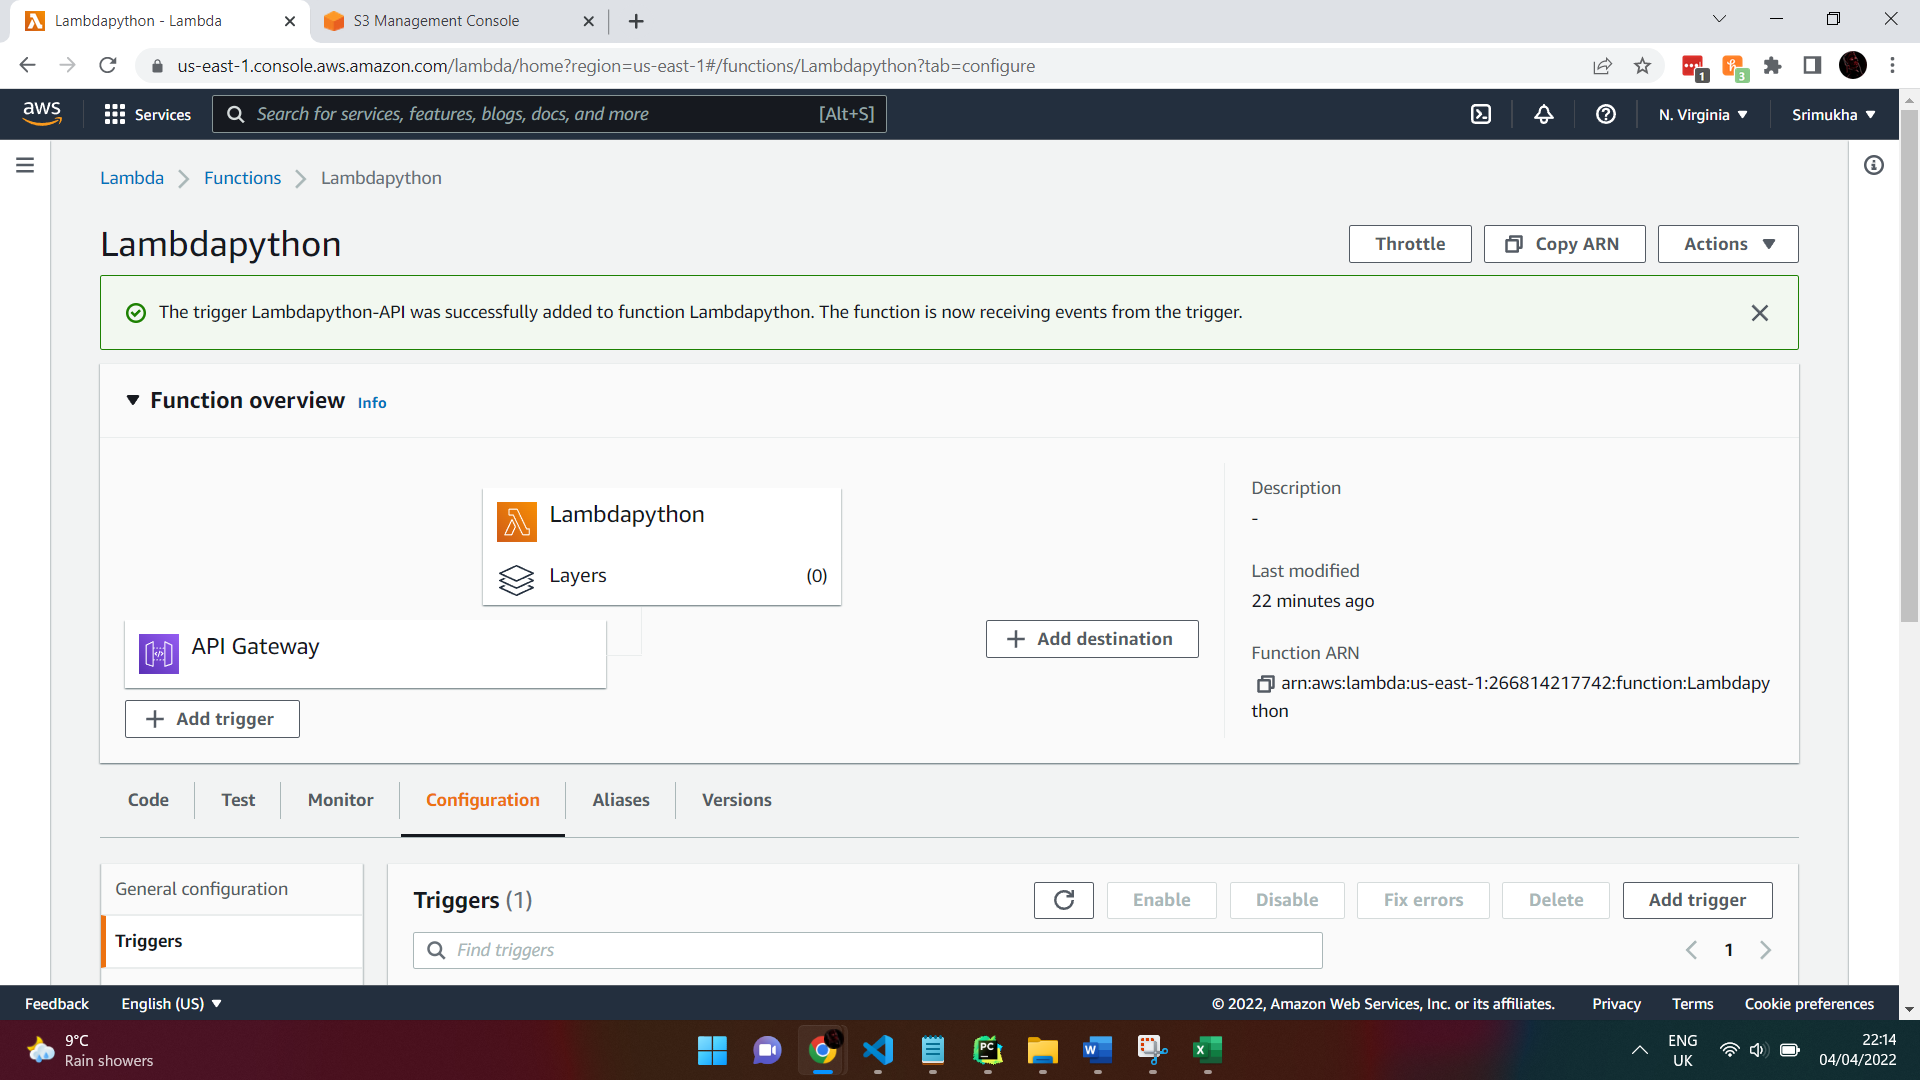 Lambdapython - Lambda
S3 Management Console
us-east-1.console.aws.amazon.com/lambda/home?region=us-east-1#/functions/Lambdapython?tab=configure
1
3
aws
Services
Search for services, features, blogs, docs, and more
[Alt+S]
N. Virginia
Srimukha
Lambda
Functions
Lambdapython
Lambdapython
Throttle
Copy ARN
Actions
The trigger Lambdapython-API was successfully added to function Lambdapython. The function is now receiving events from the trigger.
Function overview Info
Lambdapython
Layers
(0)
API Gateway
Add trigger
Add destination
Description
-
Last modified
22 minutes ago
Function ARN
arn:aws:lambda:us-east-1:266814217742:function:Lambdapy
thon
Code
Test
Monitor
Configuration
Aliases
Versions
General configuration
Triggers
Triggers (1)
Enable
Disable
Fix errors
Delete
Add trigger
Find triggers
1
Feedback
English (US)
© 2022, Amazon Web Services, Inc. or its affiliates.
Privacy
Terms
Cookie preferences
9°C
Rain showers
PC
W
X
ENG
UK
22:14
04/04/2022